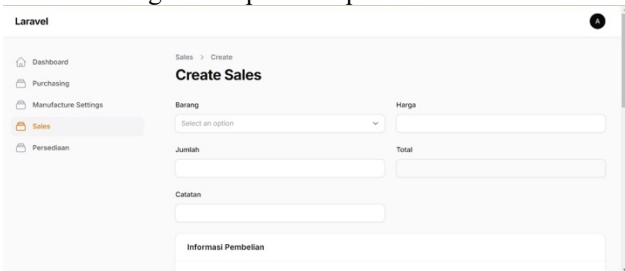 Laravel
A
Dashboard
Purchasing
Manufacture Settings
Sales
Persediaan
Sales > Create
Create Sales
Barang
Harga
Select an option
Jumlah
Total
Catatan
Informasi Pembelian